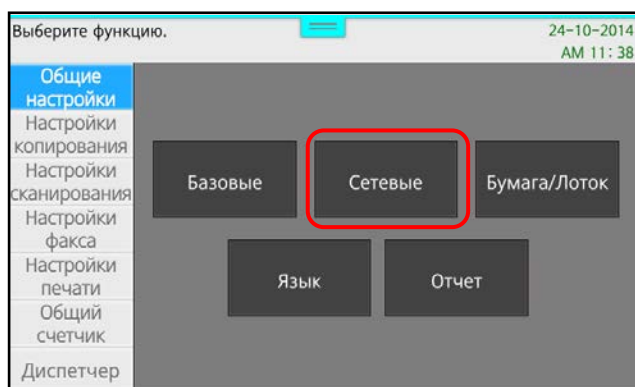 Выберите функцию.
24-10-2014
AM 11:38
Общие
настройки
Настройки
копирования
Настройки
сканирования
Настройки
факса
Настройки
печати
Общий
счетчик
Диспетчер
Базовые
Сетевые
Бумага/Лоток
Язык
Отчет